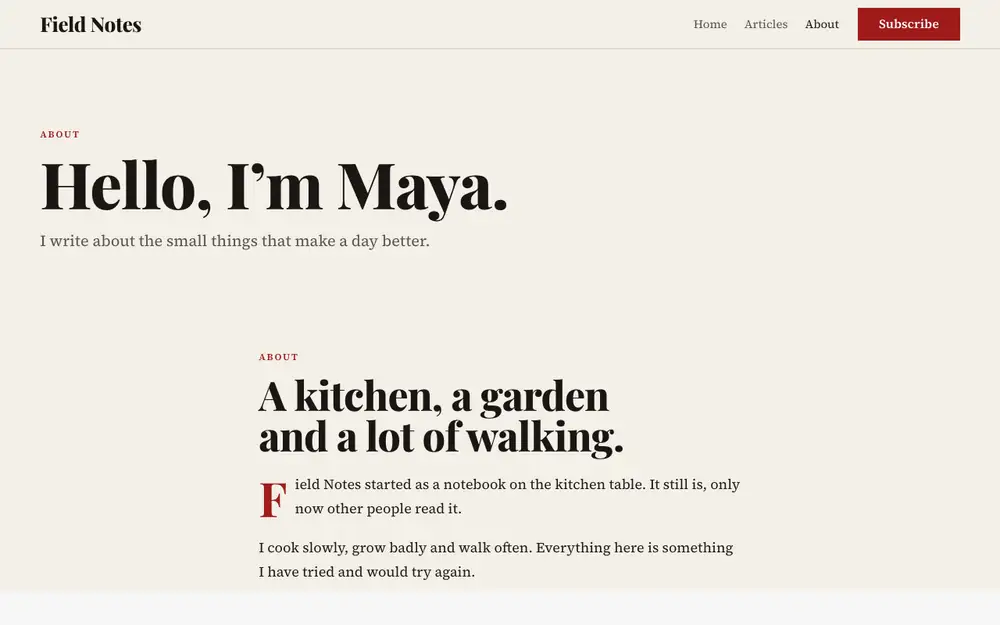 Field Notes
Home
Articles
About
Subscribe
ABOUT
Hello, I’m Maya.
I write about the small things that make a day better.
ABOUT
A kitchen, a garden
and a lot of walking.
Field Notes started as a notebook on the kitchen table. It still is, only
now other people read it.
I cook slowly, grow badly and walk often. Everything here is something
I have tried and would try again.